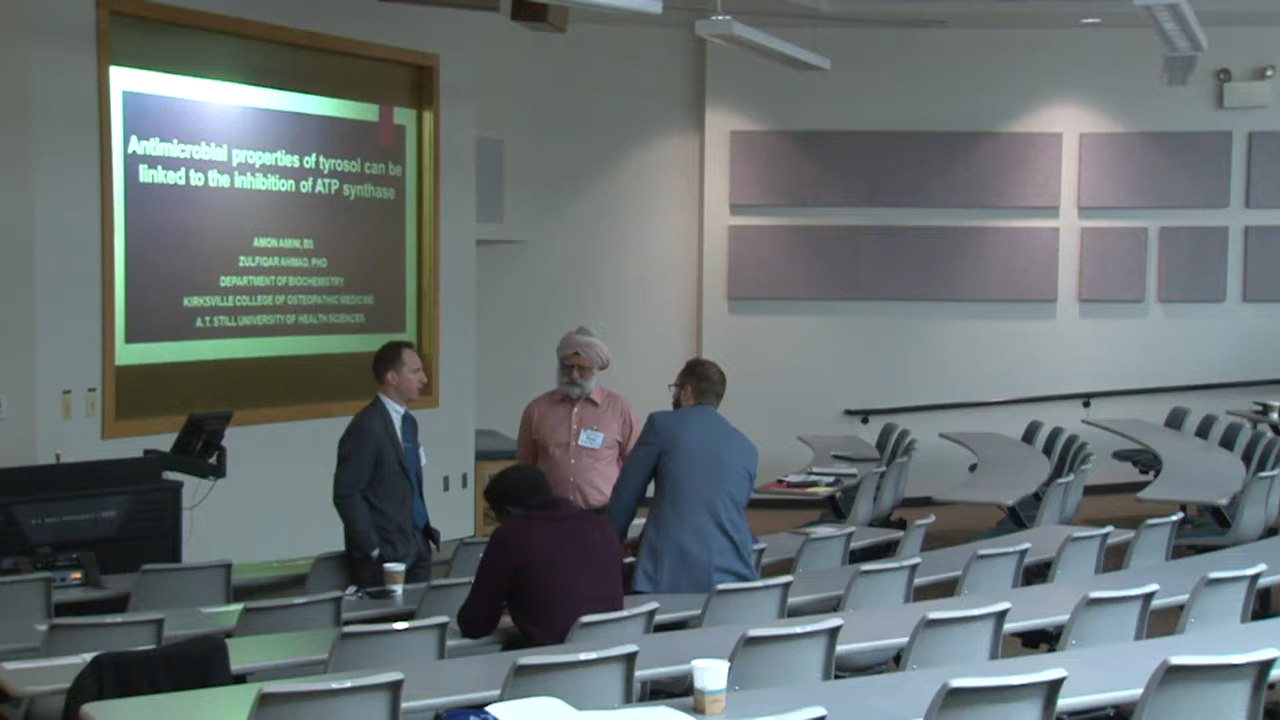 Antimicrobial properties of tyrosol can be
linked to the inhibition of ATP synthase
AMON AMINI, BS
ZULFIQAR AHMAD, PHD
DEPARTMENT OF BIOCHEMISTRY
KIRKSVILLE COLLEGE OF OSTEOPATHIC MEDICINE
A.T. STILL UNIVERSITY OF HEALTH SCIENCES